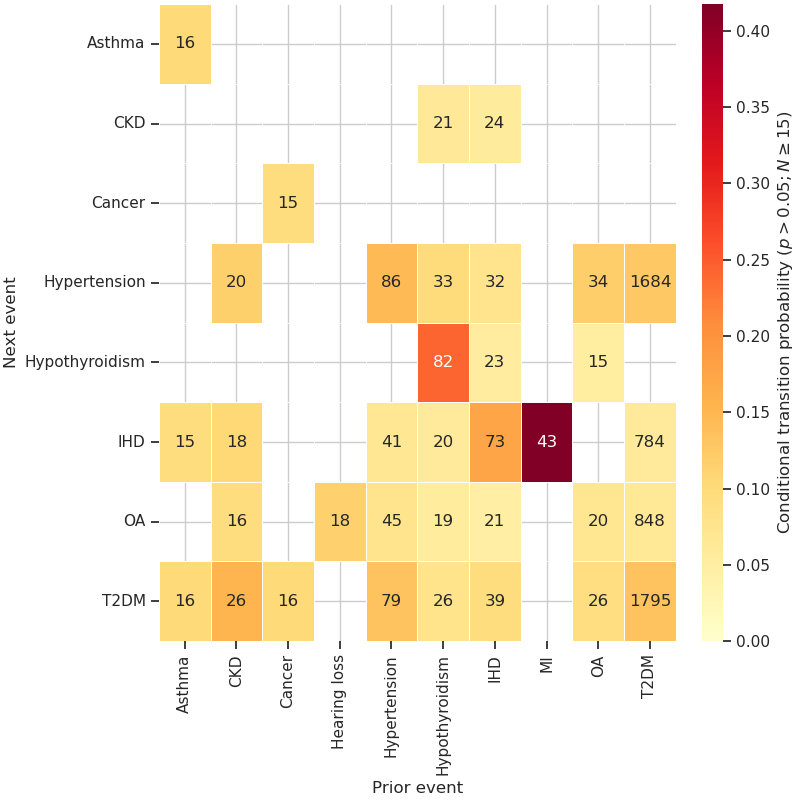 Asthma 16
CKD 21 24
Cancer 15
Hypertension 20 86 33 32 34 1684
Hypothyroidism 82 23 15
IHD 15 18 41 20 73 43 784
OA 16 18 45 19 21 20 848
T2DM 16 26 16 79 26 39 26 1795
Next event
Asthma
CKD
Cancer
Hearing loss
Hypertension
Hypothyroidism
IHD
MI
OA
T2DM
Prior event
0.40
0.35
0.30
0.25
0.20
0.15
0.10
0.05
0.00
Conditional transition probability (p > 0.05; N ≥ 15)